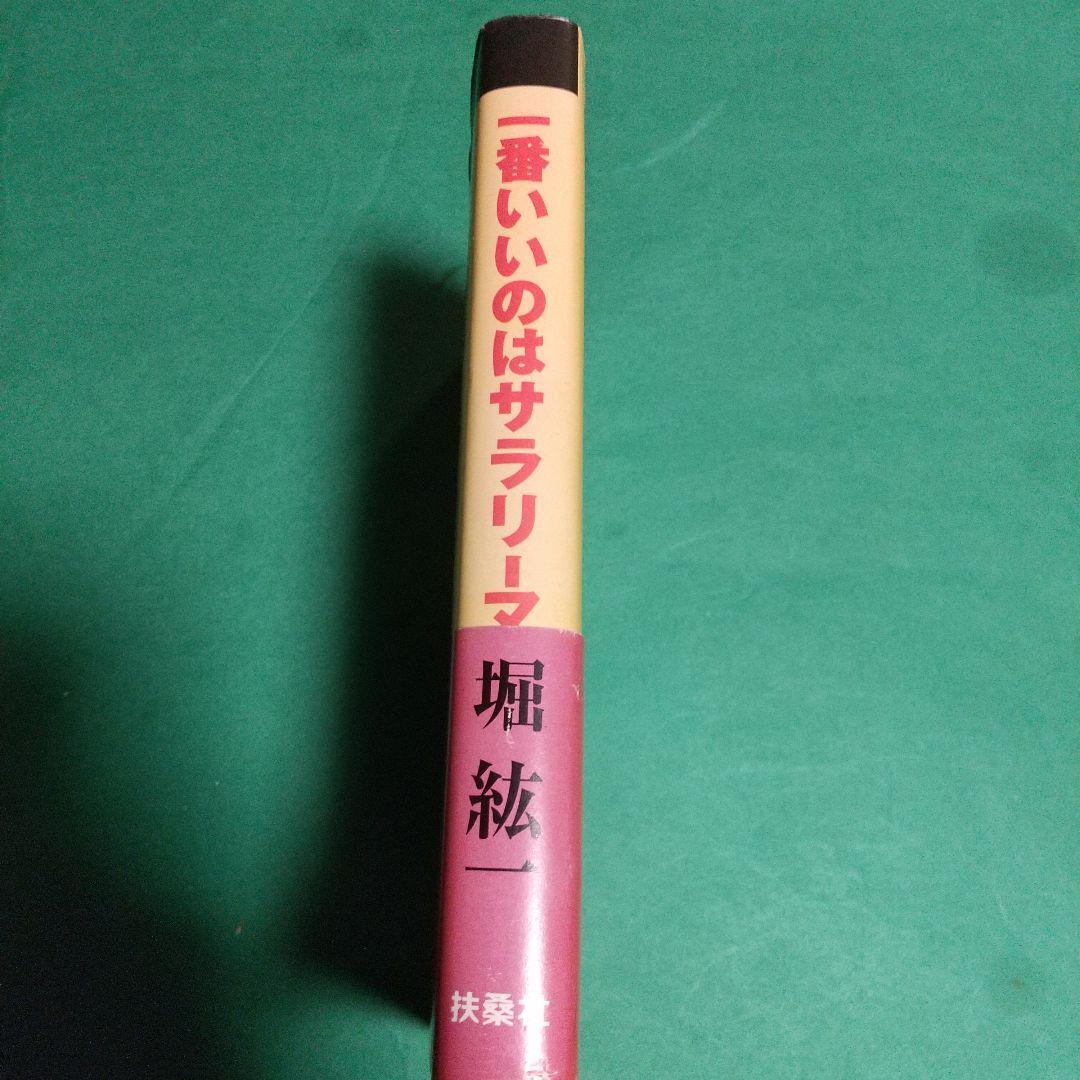 一番いいのはサラリーマ
堀 紘一
扶桑社